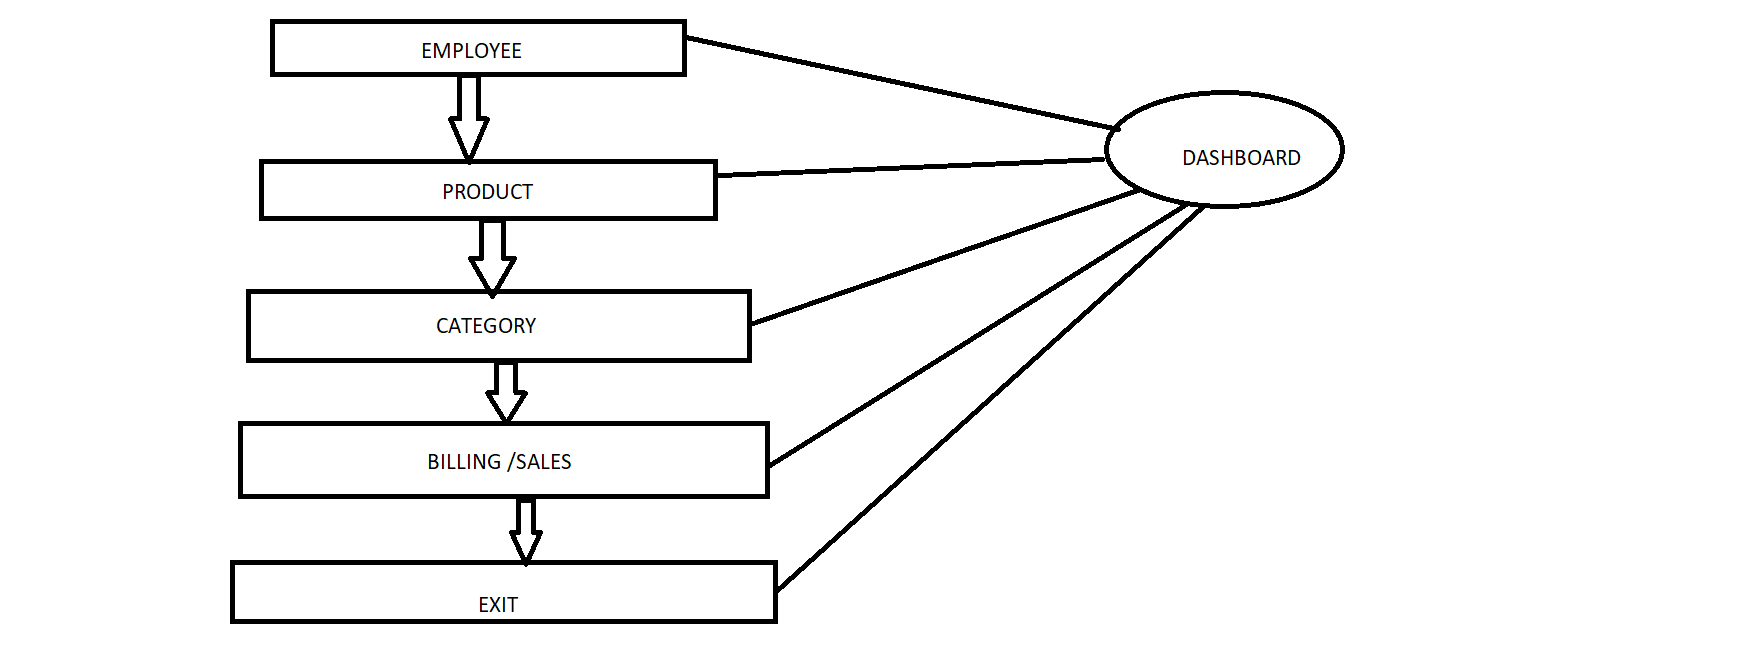 EMPLOYEE
DASHBOARD
PRODUCT
CATEGORY
BILLING /SALES
EXIT